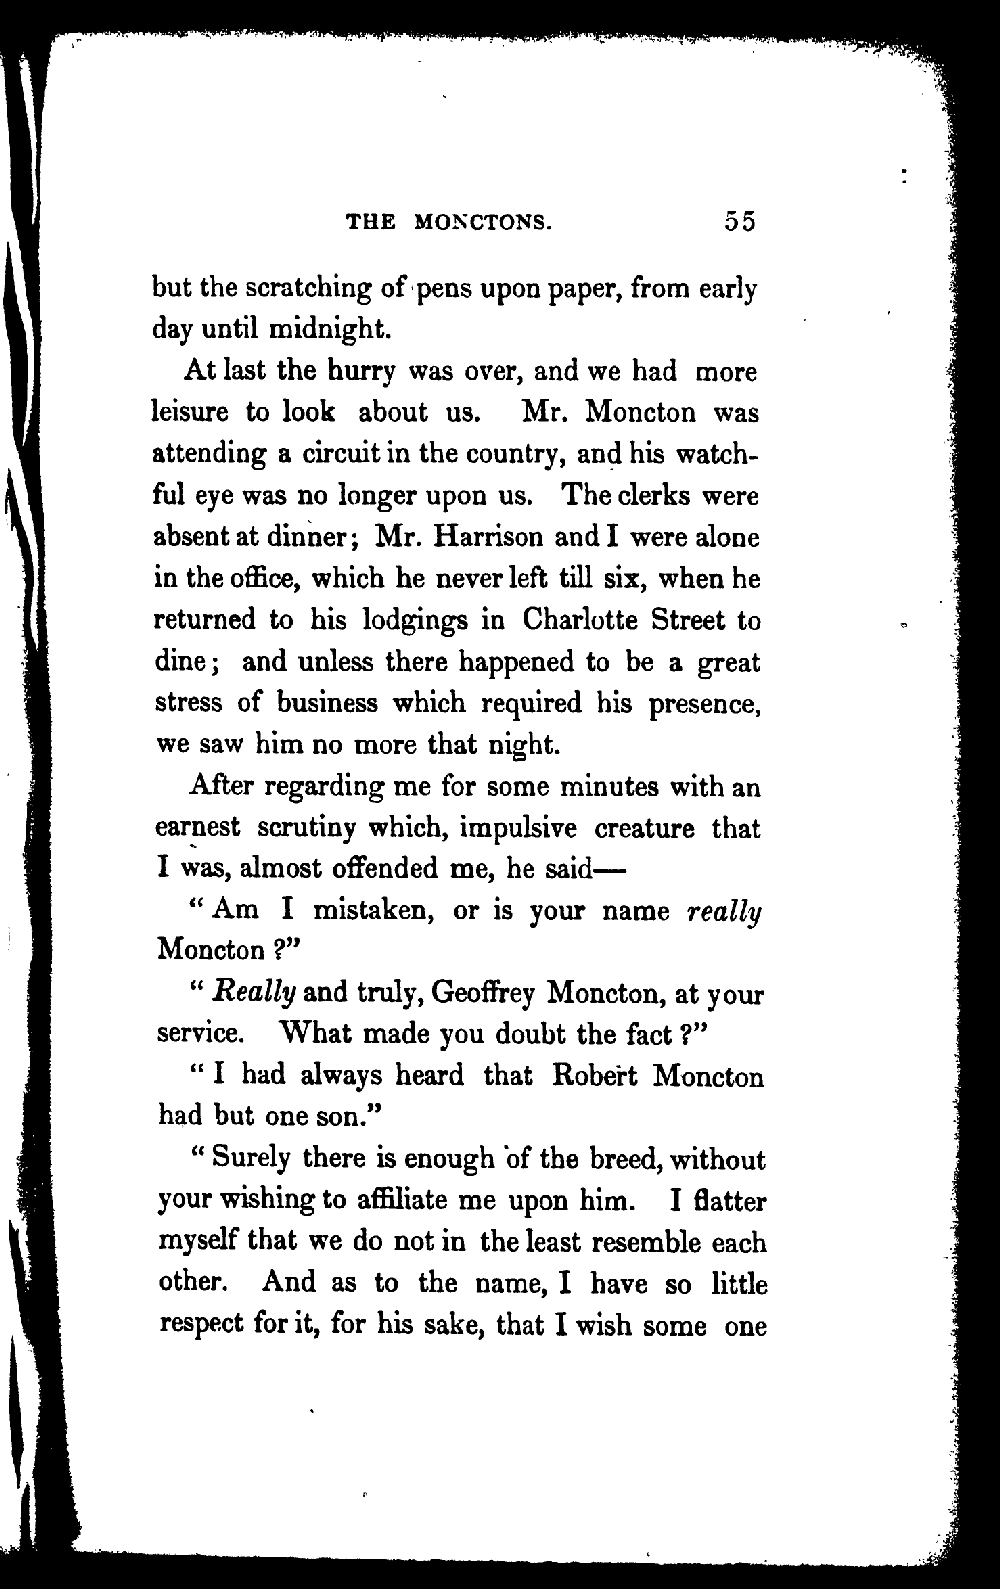 THE MONCTONS. 55
but the scratching of pens upon paper, from early
day until midnight.
At last the hurry was over, and we had more
leisure to look about us. Mr. Moncton was
attending a circuit in the country, and his watch-
ful eye was no longer upon us. The clerks were
absent at dinner; Mr. Harrison and I were alone
in the office, which he never left till six, when he
returned to his lodgings in Charlotte Street to
dine; and unless there happened to be a great
stress of business which required his presence,
we saw him no more that night.
After regarding me for some minutes with an
earnest scrutiny which, impulsive creature that
I was, almost offended me, he said—
“Am I mistaken, or is your name really
Moncton?”
“Really and truly, Geoffrey Moncton, at your
service. What made you doubt the fact?”
“I had always heard that Robert Moncton
had but one son.”
“Surely there is enough of the breed, without
your wishing to affiliate me upon him. I flatter
myself that we do not in the least resemble each
other. And as to the name, I have so little
respect for it, for his sake, that I wish some one